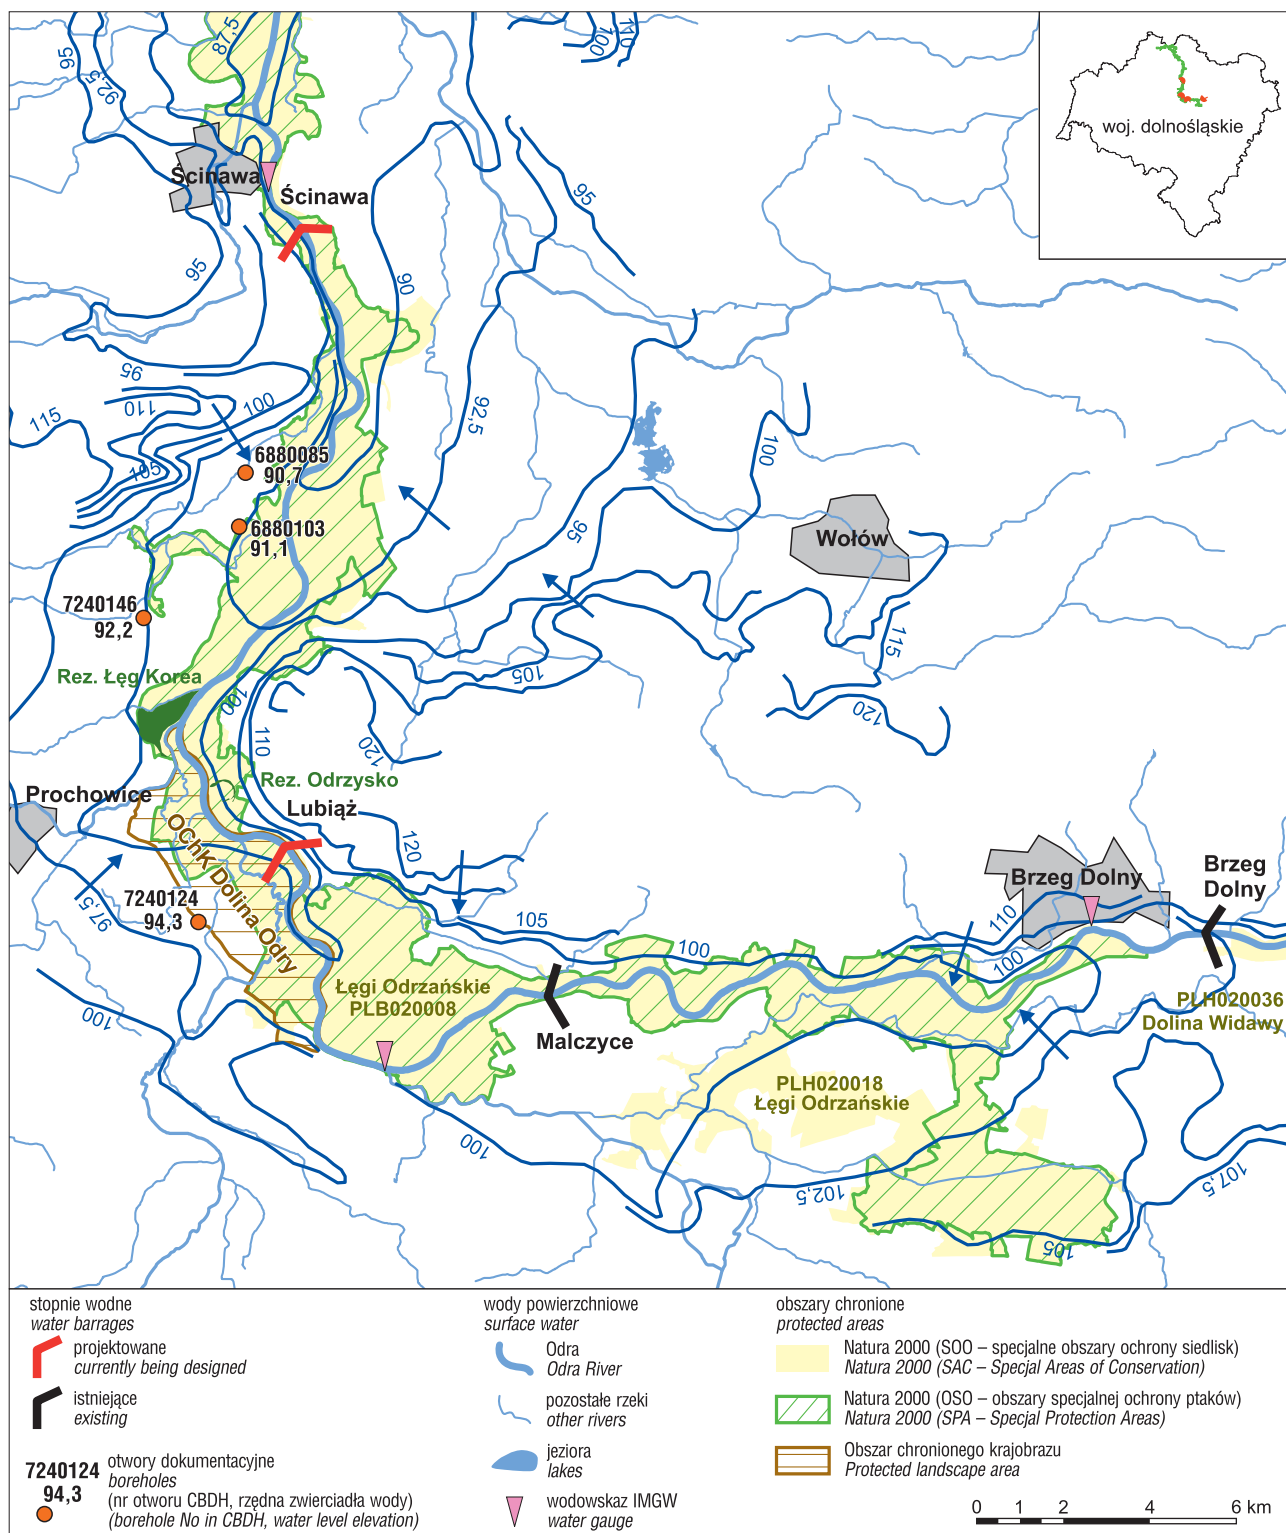 95
92,5
87,5
100
110
woj. dolnośląskie
Ścinawa
Ścinawa
95
95
90
95
110
100
115
105
92,5
100
6880085
90,7
6880103
91,1
95
Wołów
7240146
92,2
115
Rez. Łęg Korea
100
105
120
110
120
Rez. Odrzysko
Prochowice
Lubiąż
OChK Dolina Odry
120
Brzeg Dolny
Brzeg
Dolny
7240124
94,3
97,5
105
110
100
100
Łęgi Odrzańskie
PLB020008
PLH020036
Dolina Widawy
100
Malczyce
PLH020018
Łęgi Odrzańskie
100
102,5
107,5
105
stopnie wodne
water barrages
projektowane
currently being designed
istniejące
existing
7240124
94,3
otwory dokumentacyjne
boreholes
(nr otworu CBDH, rzędna zwierciadła wody)
(borehole No in CBDH, water level elevation)
wody powierzchniowe
surface water
Odra
Odra River
pozostałe rzeki
other rivers
jeziora
lakes
wodowskaz IMGW
water gauge
obszary chronione
protected areas
Natura 2000 (SOO – specjalne obszary ochrony siedlisk)
Natura 2000 (SAC – Specjal Areas of Conservation)
Natura 2000 (OSO – obszary specjalnej ochrony ptaków)
Natura 2000 (SPA – Specjal Protection Areas)
Obszar chronionego krajobrazu
Protected landscape area
0 1 2 4 6 km